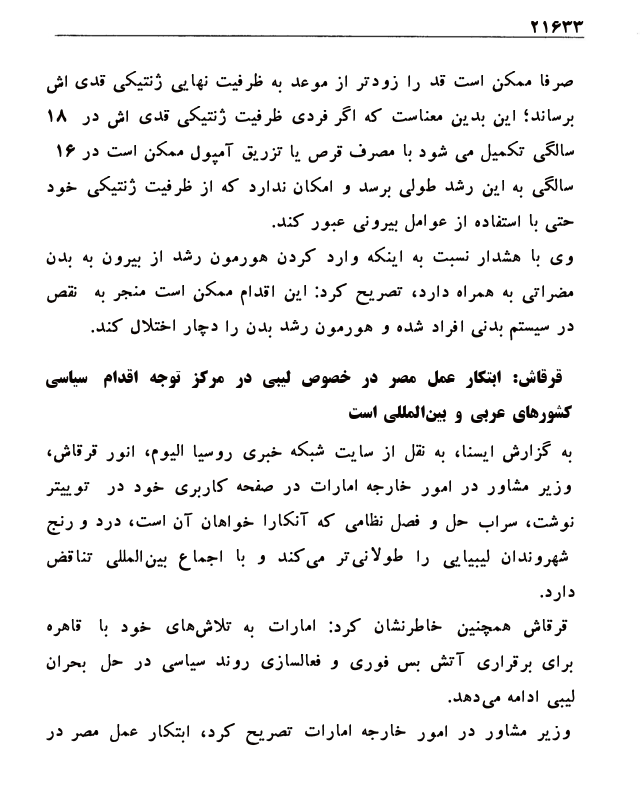 ۲۱۶۳۳
صرفا ممکن است قد را زودتر از موعد به ظرفیت نهایی ژنتیکی قدی اش
برساند؛ این بدین معناست که اگر فردی ظرفیت ژنتیکی قدی اش در ۱۸
سالگی تکمیل می شود با مصرف قرص یا تزریق آمپول ممکن است در ۱۶
سالگی به این رشد طولی برسد و امکان ندارد که از ظرفیت ژنتیکی خود
حتی با استفاده از عوامل بیرونی عبور کند.
وی با هشدار نسبت به اینکه وارد کردن هورمون رشد از بیرون به بدن
مضراتی به همراه دارد، تصریح کرد: این اقدام ممکن است منجر به نقص
در سیستم بدنی افراد شده و هورمون رشد بدن را دچار اختلال کند.
قرقاش: ابتکار عمل مصر در خصوص لیبی در مرکز توجه اقدام سیاسی
کشورهای عربی و بین‌المللی است
به گزارش ایسنا، به نقل از سایت شبکه خبری روسیا الیوم، انور قرقاش،
وزیر مشاور در امور خارجه امارات در صفحه کاربری خود در توییتر
نوشت، سراب حل و فصل نظامی که آنکارا خواهان آن است، درد و رنج
شهروندان لیبیایی را طولانی‌تر می‌کند و با اجماع بین‌المللی تناقض
دارد.
قرقاش همچنین خاطرنشان کرد: امارات به تلاش‌های خود با قاهره
برای برقراری آتش بس فوری و فعالسازی روند سیاسی در حل بحران
لیبی ادامه می‌دهد.
وزیر مشاور در امور خارجه امارات تصریح کرد، ابتکار عمل مصر در